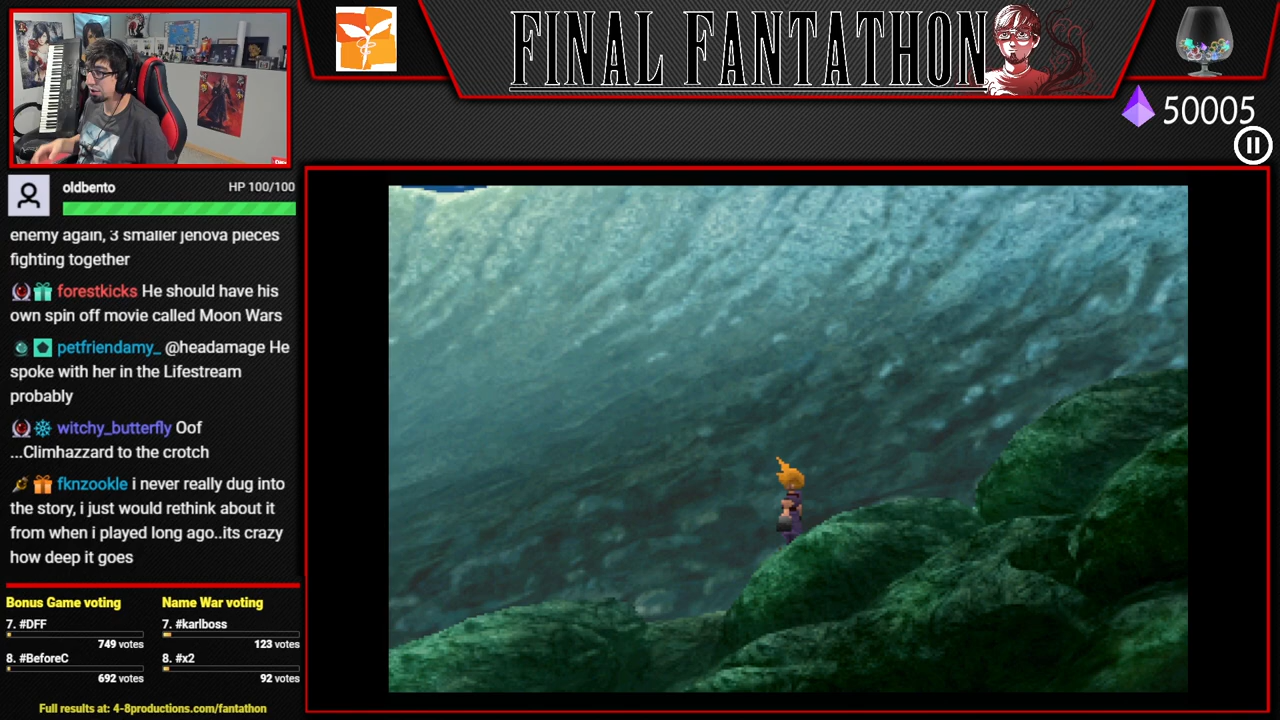 FINAL FANTATHON
50005
oldbento HP 100/100
enemy again, 3 smaller jenova pieces
fighting together
forestkicks He should have his
own spin off movie called Moon Wars
petfriendamy_ @headamage He
spoke with her in the Lifestream
probably
witchy_butterfly Oof
...Climhazzard to the crotch
fknzookle i never really dug into
the story, i just would rethink about it
from when i played long ago..its crazy
how deep it goes
Bonus Game voting
7. #DFF
749 votes
8. #BeforeC
692 votes
Name War voting
7. #karlboss
123 votes
8. #x2
92 votes
Full results at: 4-8productions.com/fantathon